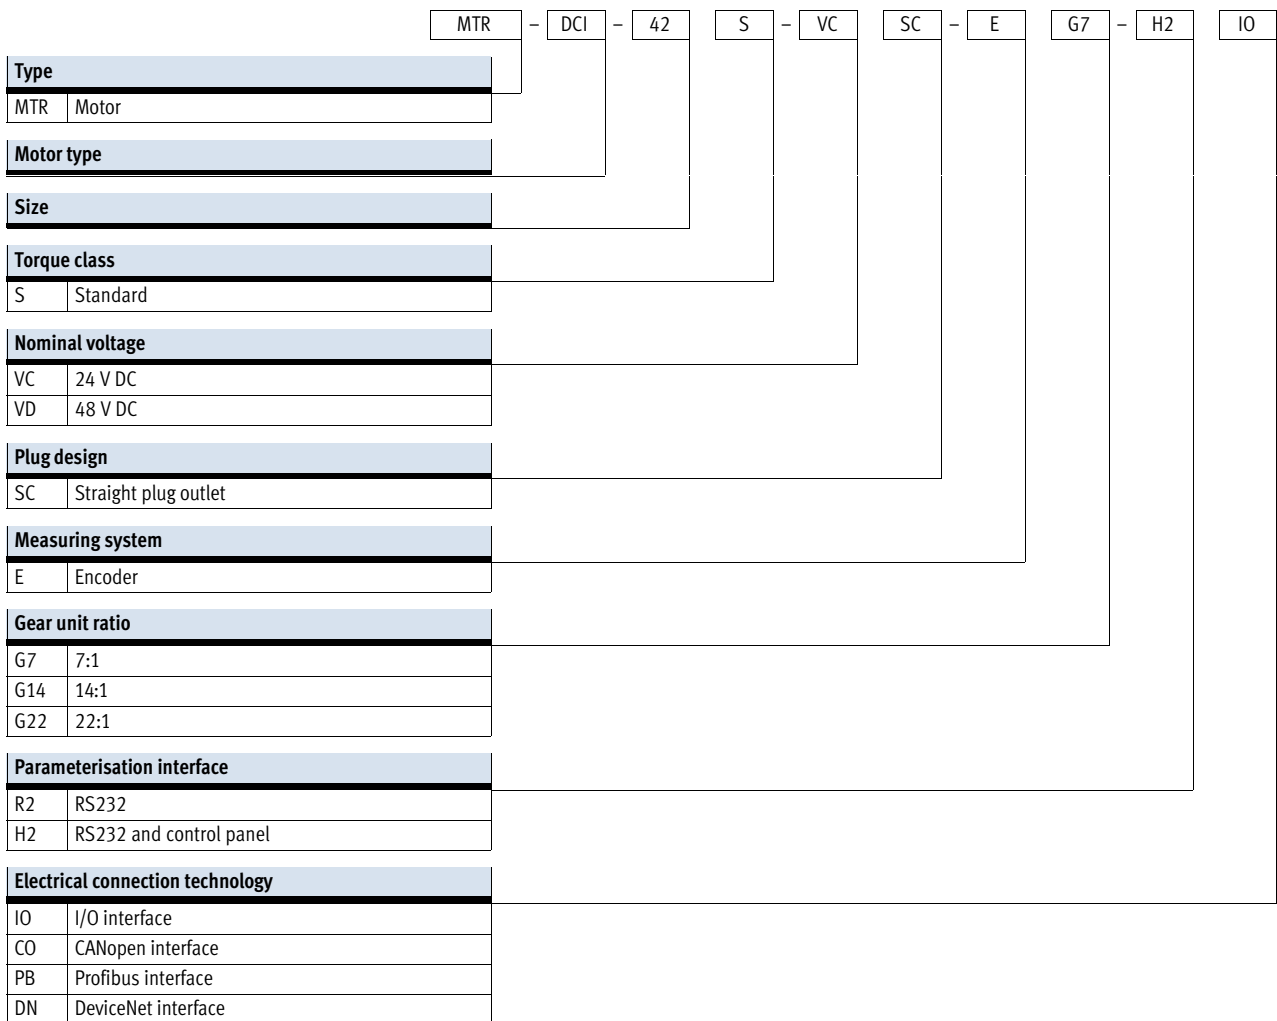 MTR – DCI – 42 S – VC SC – E G7 – H2 IO
Type
MTR Motor
Motor type
Size
Torque class
S Standard
Nominal voltage
VC 24 V DC
VD 48 V DC
Plug design
SC Straight plug outlet
Measuring system
E Encoder
Gear unit ratio
G7 7:1
G14 14:1
G22 22:1
Parameterisation interface
R2 RS232
H2 RS232 and control panel
Electrical connection technology
IO I/O interface
CO CANopen interface
PB Profibus interface
DN DeviceNet interface